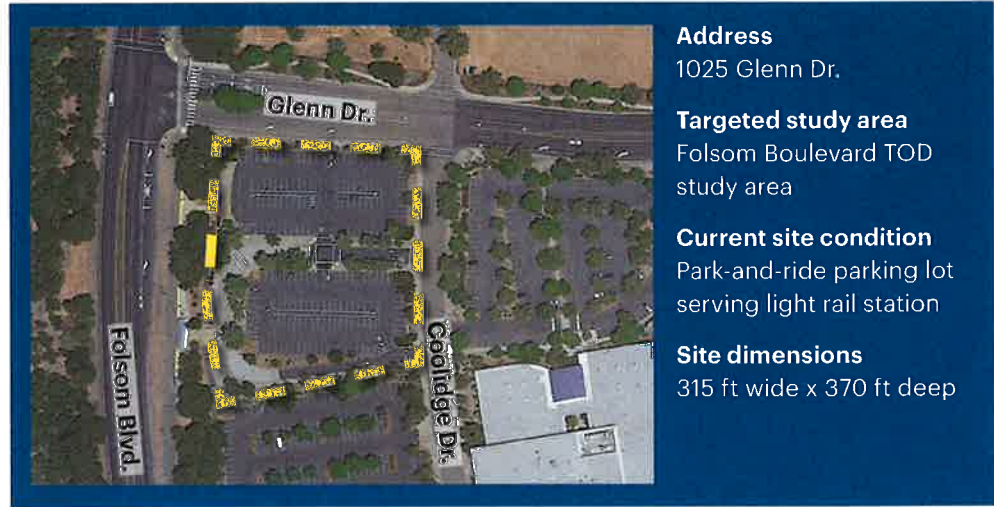 Glenn Dr.
Folsom Blvd.
Coolidge Dr.
Address
1025 Glenn Dr.
Targeted study area
Folsom Boulevard TOD
study area
Current site condition
Park-and-ride parking lot
serving light rail station
Site dimensions
315 ft wide x 370 ft deep